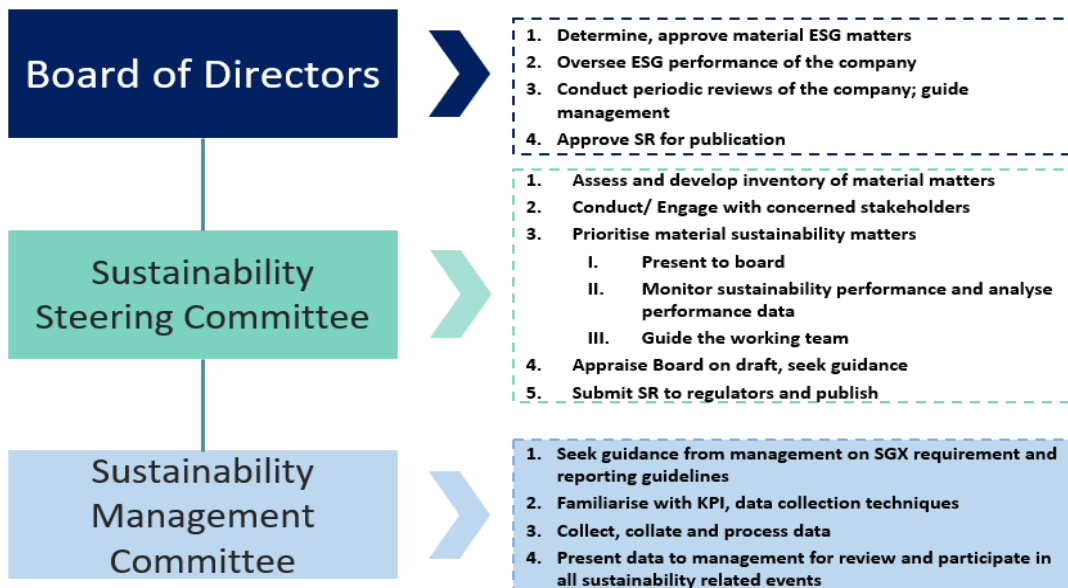 Board of Directors
1. Determine, approve material ESG matters
2. Oversee ESG performance of the company
3. Conduct periodic reviews of the company; guide
management
4. Approve SR for publication
Sustainability
Steering Committee
1. Assess and develop inventory of material matters
2. Conduct/ Engage with concerned stakeholders
3. Prioritise material sustainability matters
I. Present to board
II. Monitor sustainability performance and analyse
performance data
III. Guide the working team
4. Appraise Board on draft, seek guidance
5. Submit SR to regulators and publish
Sustainability
Management
Committee
1. Seek guidance from management on SGX requirement and
reporting guidelines
2. Familiarise with KPI, data collection techniques
3. Collect, collate and process data
4. Present data to management for review and participate in
all sustainability related events